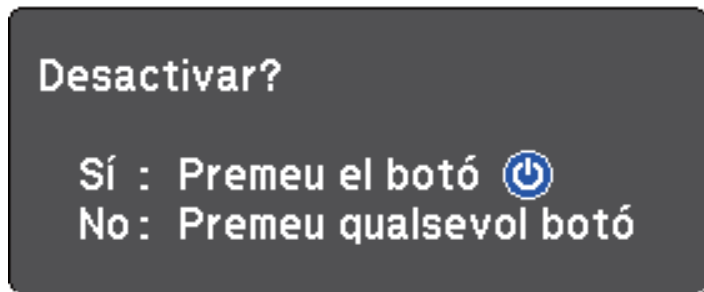 Desactivar?
Sí : Premeu el botó
No : Premeu qualsevol botó